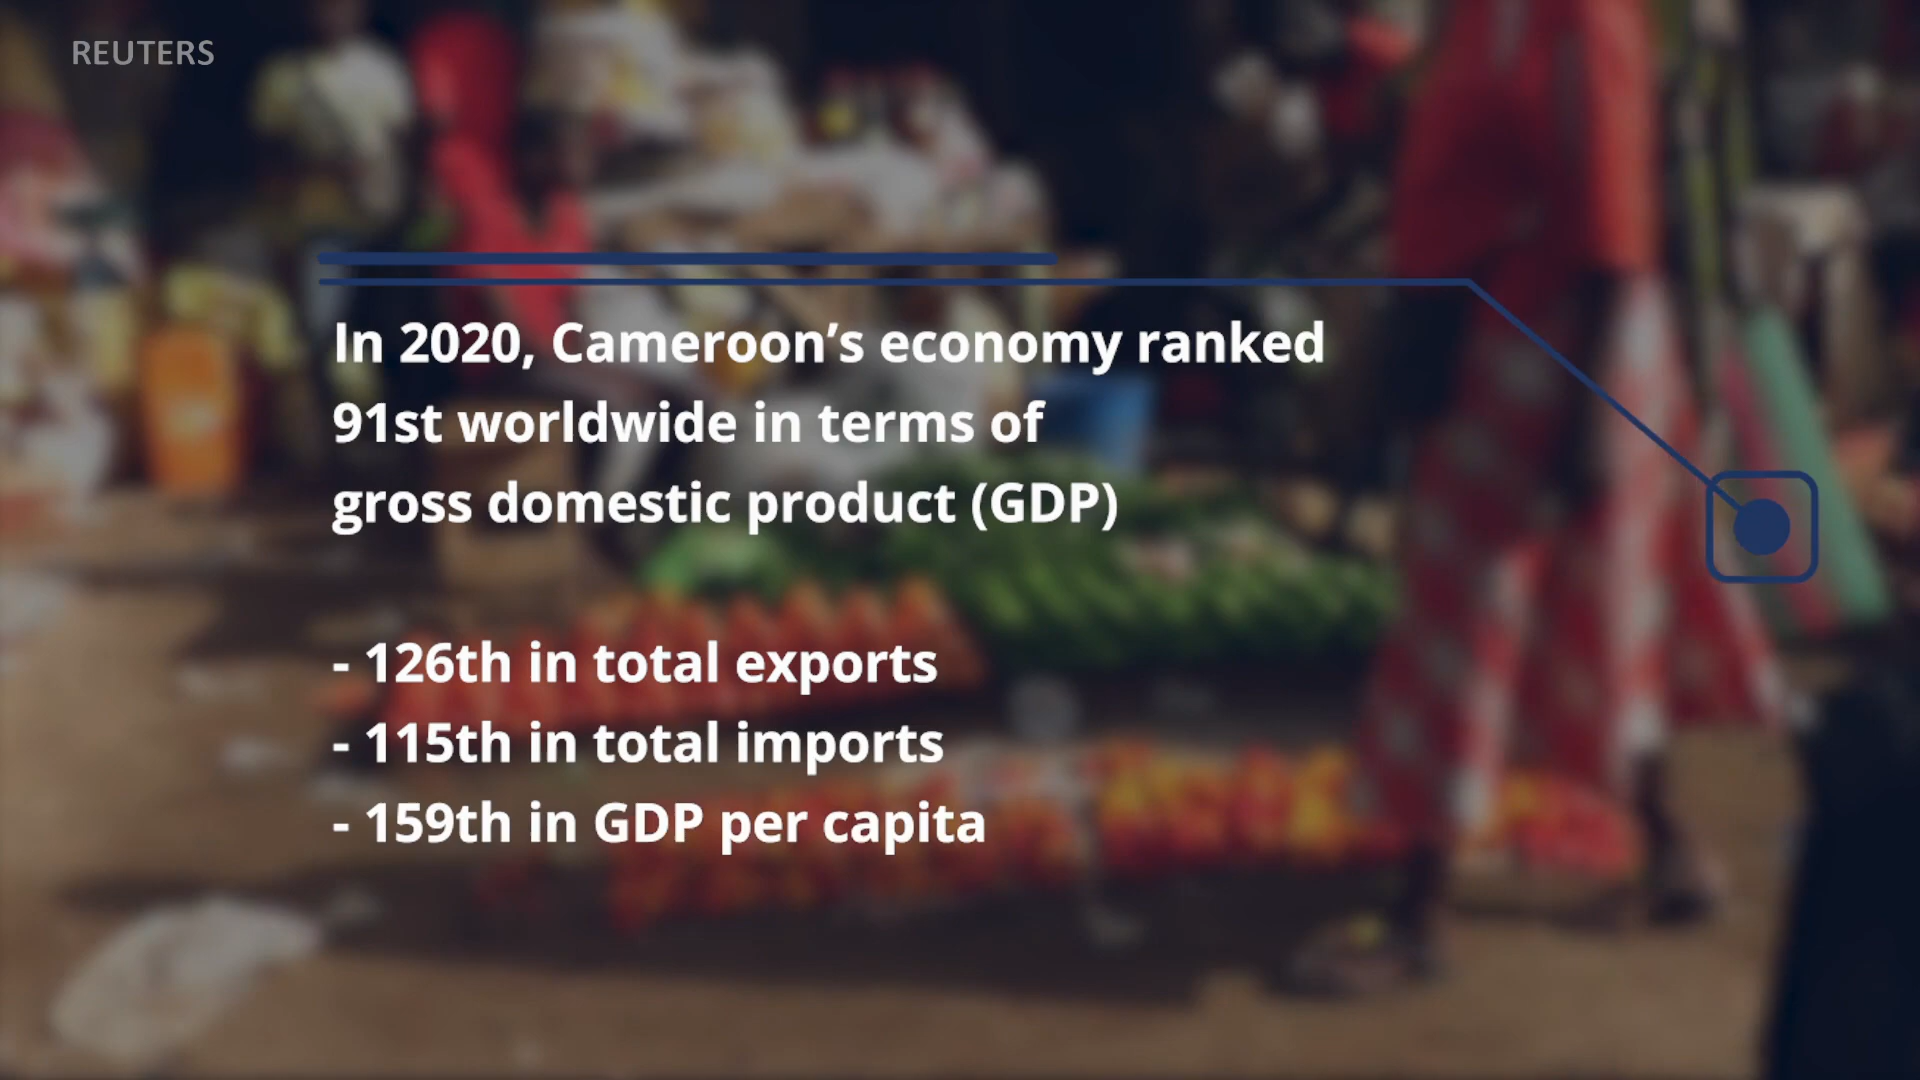 REUTERS
In 2020, Cameroon’s economy ranked
91st worldwide in terms of
gross domestic product (GDP)
- 126th in total exports
- 115th in total imports
- 159th in GDP per capita